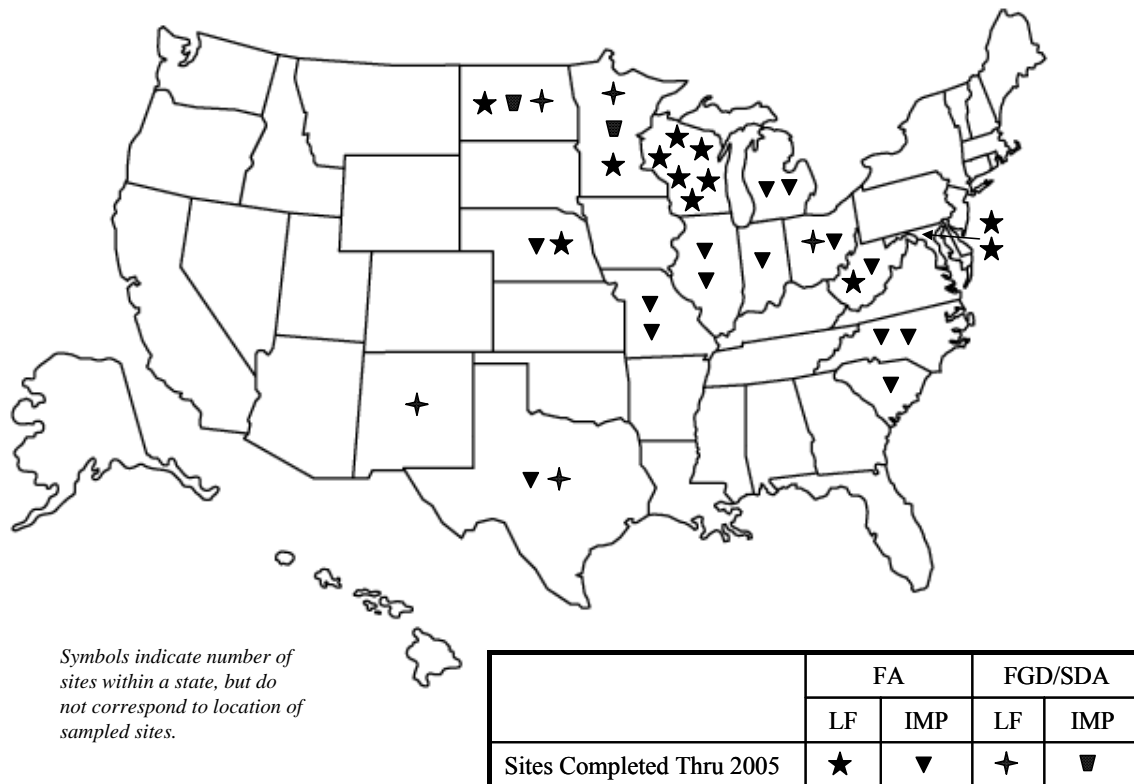 Symbols indicate number of
sites within a state, but do
not correspond to location of
sampled sites.
FA FGD/SDA
LF IMP LF IMP
Sites Completed Thru 2005